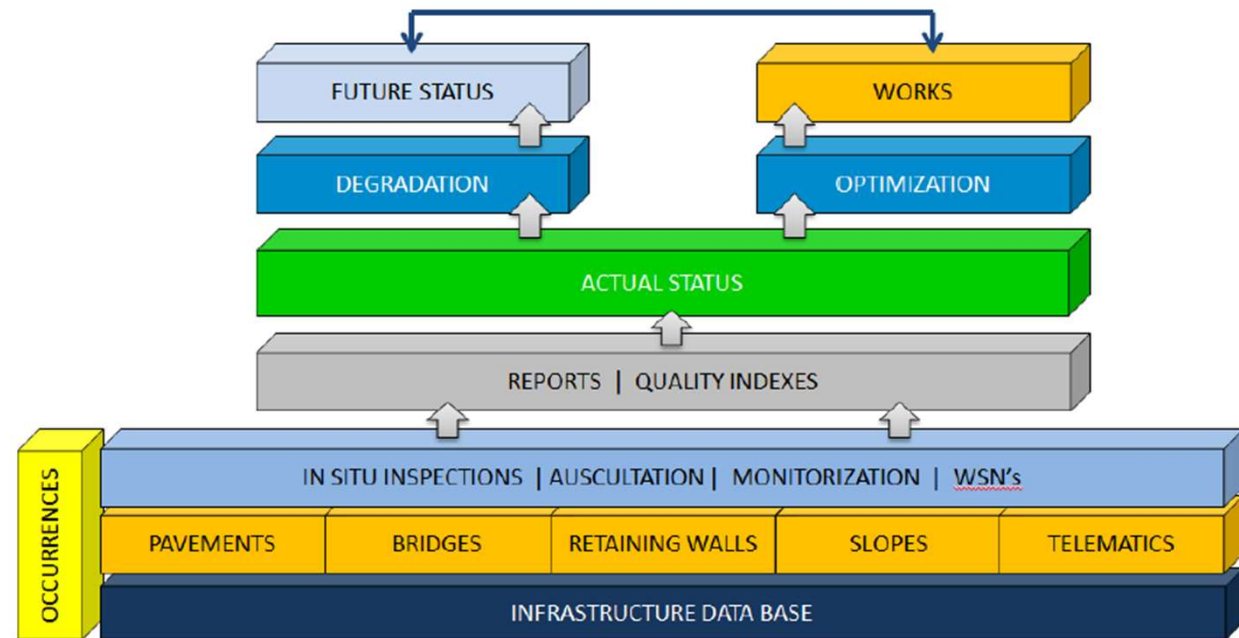 FUTURE STATUS
WORKS
DEGRADATION
OPTIMIZATION
ACTUAL STATUS
REPORTS | QUALITY INDEXES
OCCURRENCES
IN SITU INSPECTIONS | AUSCULTATION | MONITORIZATION | WSN's
PAVEMENTS
BRIDGES
RETAINING WALLS
SLOPES
TELEMATICS
INFRASTRUCTURE DATA BASE